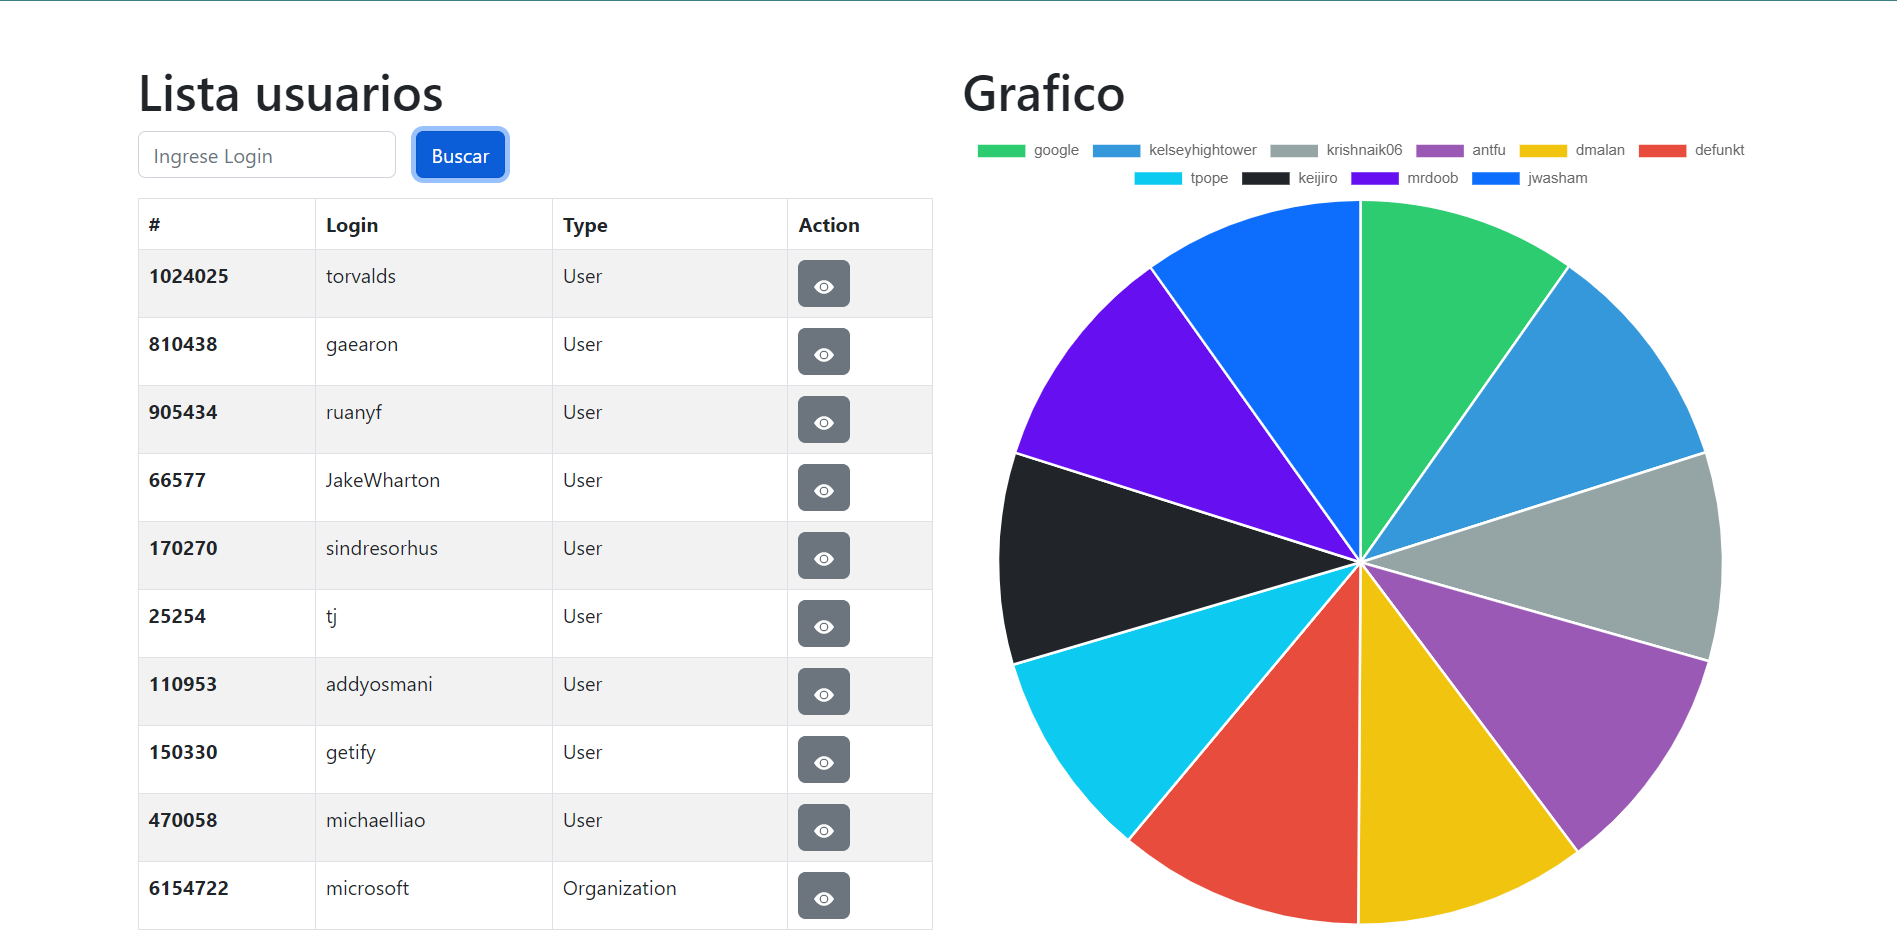 Lista usuarios
Ingrese Login
Buscar
# Login Type Action
1024025 torvalds User
810438 gaearon User
905434 ruanyf User
66577 JakeWharton User
170270 sindresorhus User
25254 tj User
110953 addyosmani User
150330 getify User
470058 michaelliao User
6154722 microsoft Organization
Grafico
google kelseyhightower krishnaik06 antfu dmalan defunkt
tpope keijiro mrdoob jwasham